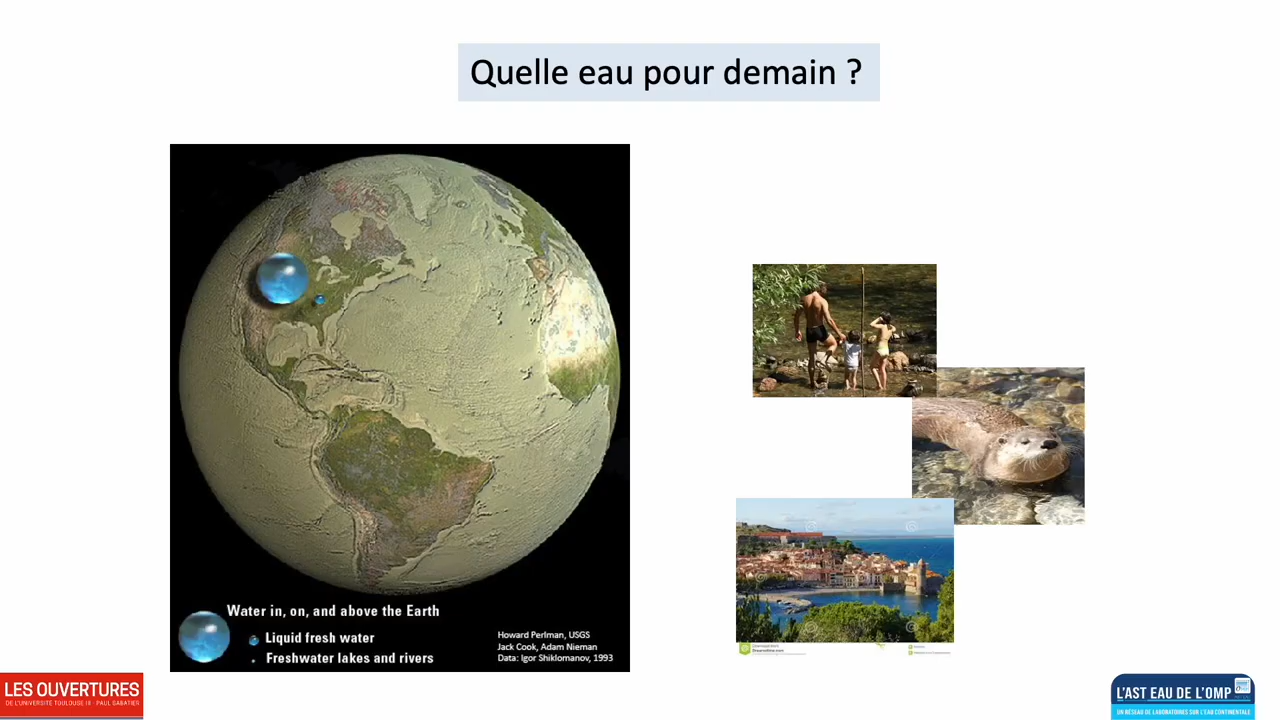 Quelle eau pour demain ?
Water in, on, and above the Earth
Liquid fresh water
Freshwater lakes and rivers
Howard Perlman, USGS
Jack Cook, Adam Nieman
Data: Igor Shiklomanov, 1993
LES OUVERTURES
DE L'UNIVERSITÉ TOULOUSE III - PAUL SABATIER
L'AST EAU DE L'OMP
UN RÉSEAU DE LABORATOIRES SUR L'EAU CONTINENTALE